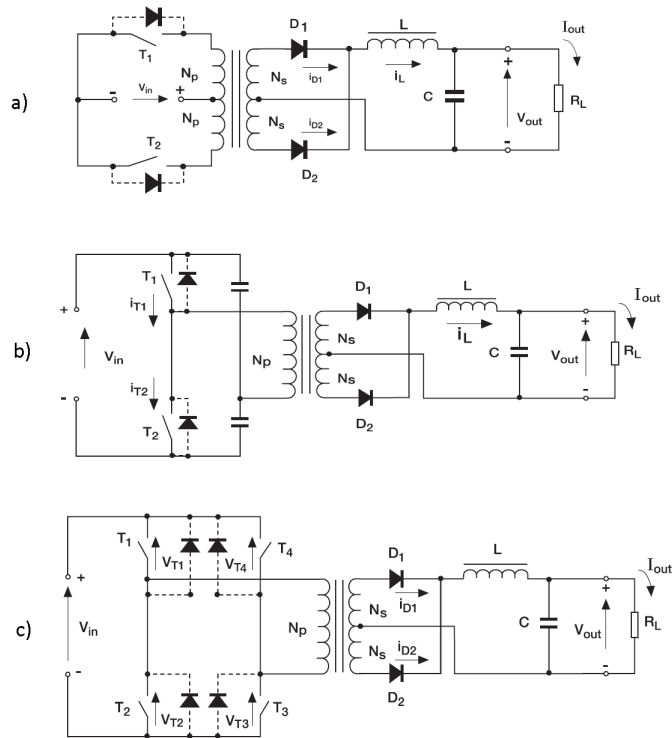 a)
T1
T2
- Vin +
Np
Np
Ns
Ns
D1
iD1
iD2
D2
L
iL
C
+
Vout
-
Iout
RL
b)
+
Vin
-
T1
iT1
iT2
T2
Np
Ns
Ns
D1
D2
L
iL
C
+
Vout
-
Iout
RL
c)
+
Vin
-
T1
VT1
VT4
T4
T2
VT2
VT3
T3
Np
Ns
Ns
D1
iD1
iD2
D2
L
C
+
Vout
-
Iout
RL